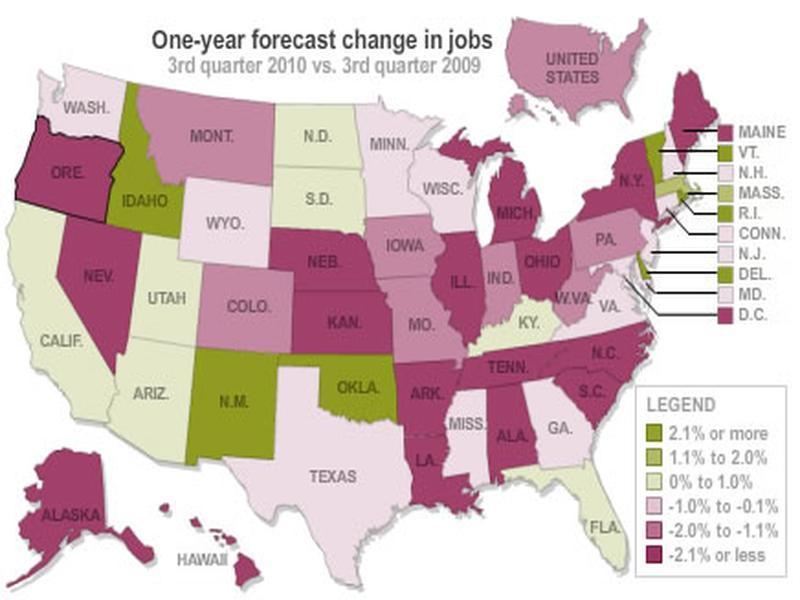 One-year forecast change in jobs
3rd quarter 2010 vs. 3rd quarter 2009
UNITED
STATES
WASH.
MONT.
N.D.
MINN.
ORE.
IDAHO
S.D.
WISC.
WYO.
MICH.
N.Y.
MAINE
VT.
N.H.
MASS.
R.I.
CONN.
N.J.
DEL.
MD.
D.C.
NEV.
UTAH
COLO.
NEB.
IOWA
ILL.
IND.
OHIO
PA.
W.VA.
VA.
CALIF.
KAN.
MO.
KY.
ARIZ.
N.M.
OKLA.
ARK.
TENN.
N.C.
S.C.
TEXAS
LA.
MISS.
ALA.
GA.
FLA.
ALASKA
HAWAII
LEGEND
2.1% or more
1.1% to 2.0%
0% to 1.0%
-1.0% to -0.1%
-2.0% to -1.1%
-2.1% or less